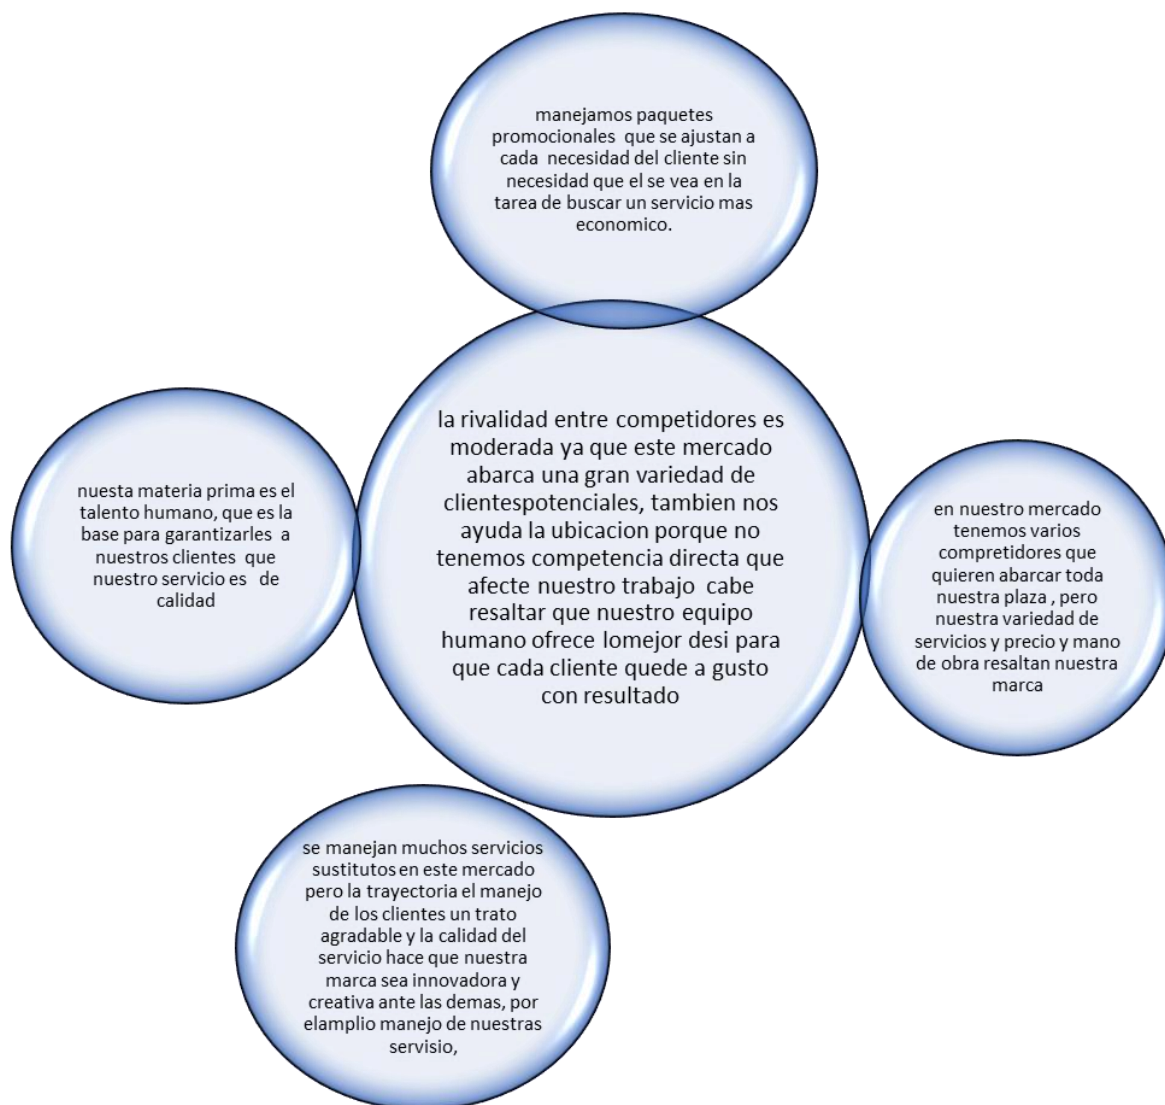 manejamos paquetes
promocionales que se ajustan a
cada necesidad del cliente sin
necesidad que el se vea en la
tarea de buscar un servicio mas
economico.
la rivalidad entre competidores es
moderada ya que este mercado
abarca una gran variedad de
clientespotenciales, tambien nos
ayuda la ubicacion porque no
tenemos competencia directa que
afecte nuestro trabajo cabe
resaltar que nuestro equipo
humano ofrece lomejor desi para
que cada cliente quede a gusto
con resultado
nuesta materia prima es el
talento humano, que es la
base para garantizarles a
nuestros clientes que
nuestro servicio es de
calidad
en nuestro mercado
tenemos varios
compretidores que
quieren abarcar toda
nuestra plaza , pero
nuestra variedad de
servicios y precio y mano
de obra resaltan nuestra
marca
se manejan muchos servicios
sustitutos en este mercado
pero la trayectoria el manejo
de los clientes un trato
agradable y la calidad del
servicio hace que nuestra
marca sea innovadora y
creativa ante las demas, por
elamplio manejo de nuestras
servisio,